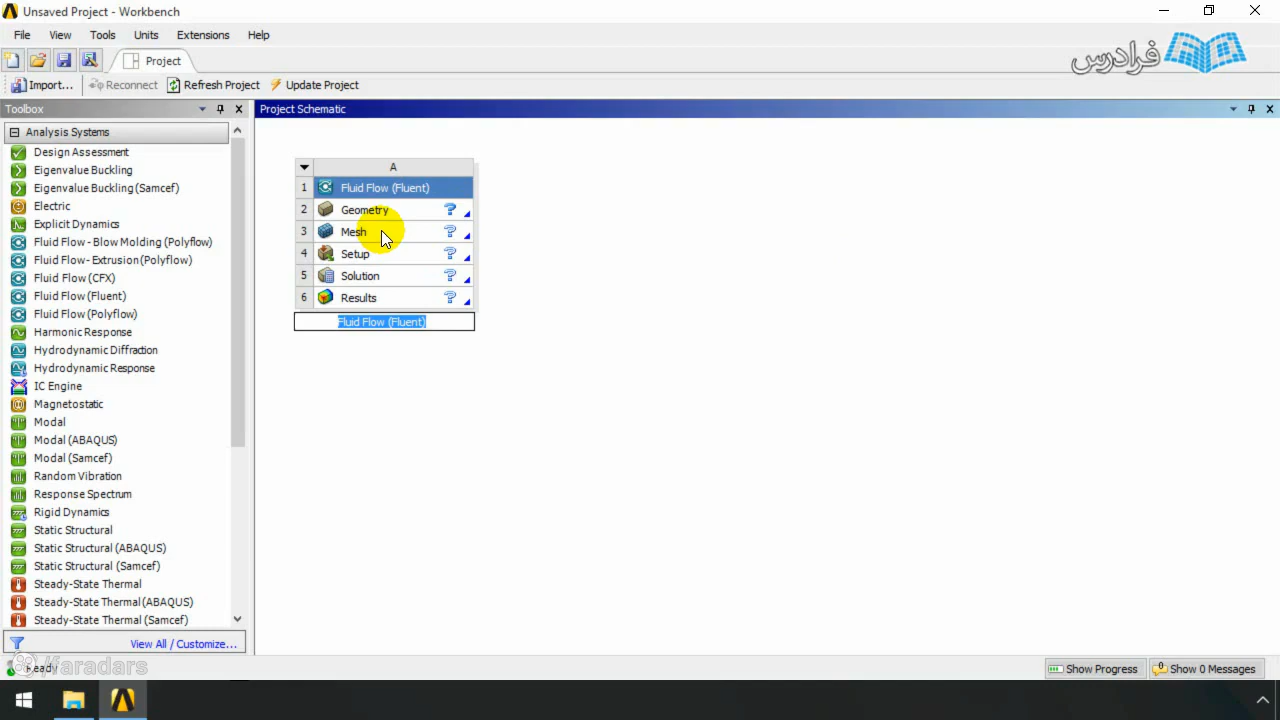 Unsaved Project - Workbench
File View Tools Units Extensions Help
Project
فرادرس
Import... Reconnect Refresh Project Update Project
Toolbox
Project Schematic
Analysis Systems
Design Assessment
Eigenvalue Buckling
Eigenvalue Buckling (Samcef)
Electric
Explicit Dynamics
Fluid Flow - Blow Molding (Polyflow)
Fluid Flow- Extrusion (Polyflow)
Fluid Flow (CFX)
Fluid Flow (Fluent)
Fluid Flow (Polyflow)
Harmonic Response
Hydrodynamic Diffraction
Hydrodynamic Response
IC Engine
Magnetostatic
Modal
Modal (ABAQUS)
Modal (Samcef)
Random Vibration
Response Spectrum
Rigid Dynamics
Static Structural
Static Structural (ABAQUS)
Static Structural (Samcef)
Steady-State Thermal
Steady-State Thermal (ABAQUS)
Steady-State Thermal (Samcef)
View All / Customize...
A
1 Fluid Flow (Fluent)
2 Geometry ?
3 Mesh ?
4 Setup ?
5 Solution ?
6 Results ?
Fluid Flow (Fluent)
Ready
/faradars
Show Progress Show 0 Messages